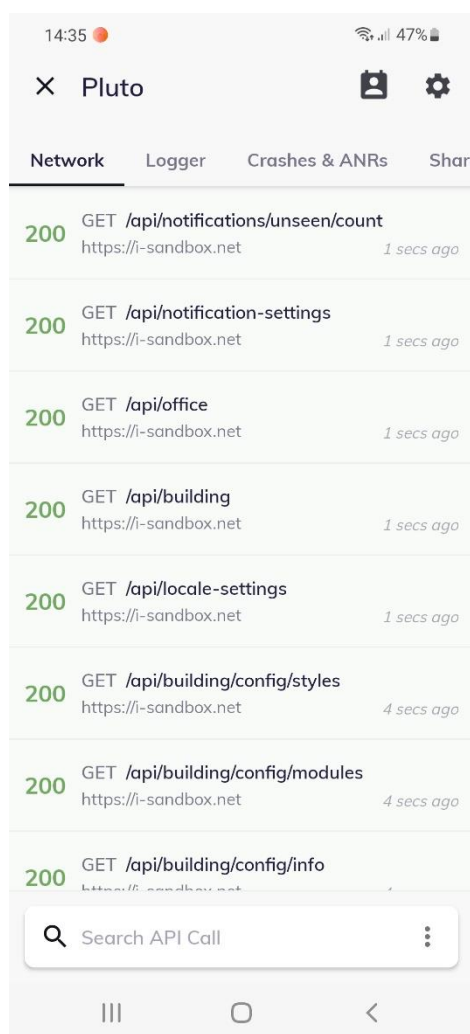 14:35 47%
Pluto
Network Logger Crashes & ANRs Shar
200 GET /api/notifications/unseen/count
https://i-sandbox.net 1 secs ago
200 GET /api/notification-settings
https://i-sandbox.net 1 secs ago
200 GET /api/office
https://i-sandbox.net 1 secs ago
200 GET /api/building
https://i-sandbox.net 1 secs ago
200 GET /api/locale-settings
https://i-sandbox.net 1 secs ago
200 GET /api/building/config/styles
https://i-sandbox.net 4 secs ago
200 GET /api/building/config/modules
https://i-sandbox.net 4 secs ago
200 GET /api/building/config/info
https://i-sandbox.net
Search API Call